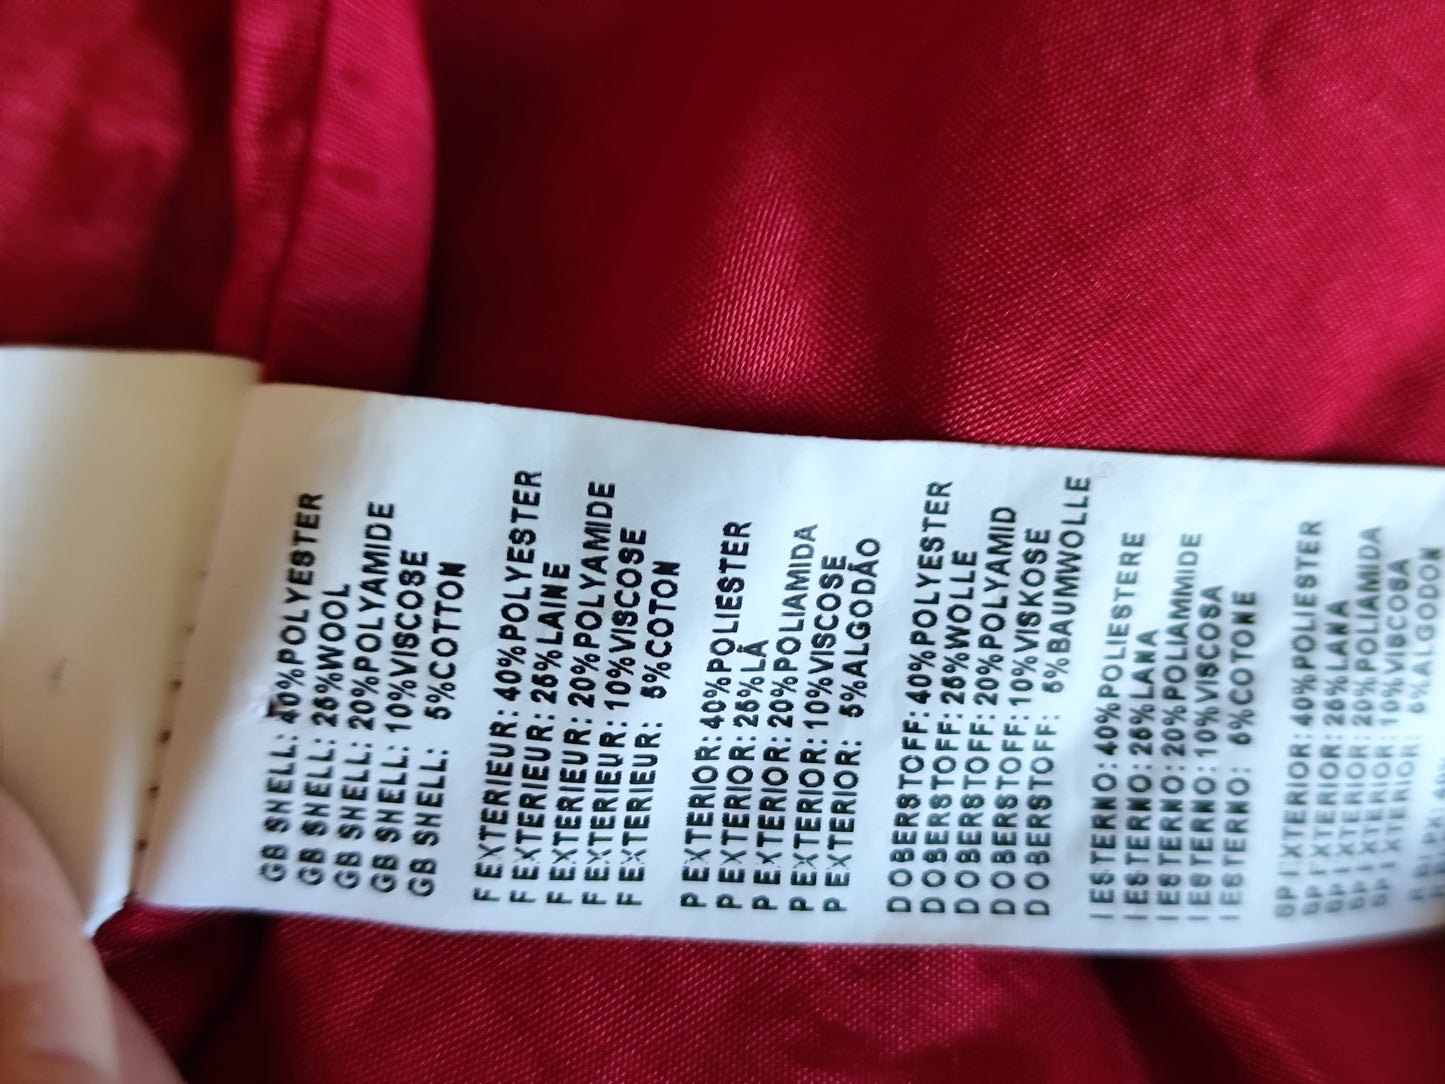 GB SHELL: 40%POLYESTER
GB SHELL: 25%WOOL
GB SHELL: 20%POLYAMIDE
GB SHELL: 10%VISCOSE
GB SHELL: 5%COTTON
F EXTERIEUR: 40%POLYESTER
F EXTERIEUR: 25%LAINE
F EXTERIEUR: 20%POLYAMIDE
F EXTERIEUR: 10%VISCOSE
F EXTERIEUR: 5%COTON
P EXTERIOR: 40%POLIESTER
P EXTERIOR: 25%LÃ
P EXTERIOR: 20%POLIAMIDA
P EXTERIOR: 10%VISCOSE
P EXTERIOR: 5%ALGODÃO
D OBERSTOFF: 40%POLYESTER
D OBERSTOFF: 25%WOLLE
D OBERSTOFF: 20%POLYAMID
D OBERSTOFF: 10%VISKOSE
D OBERSTOFF: 5%BAUMWOLLE
I ESTERNO: 40%POLIESTERE
I ESTERNO: 25%LANA
I ESTERNO: 20%POLIAMMIDE
I ESTERNO: 10%VISCOSA
I ESTERNO: 5%COTONE
SP EXTERIOR: 40%POLIESTER
SP EXTERIOR: 25%LANA
SP EXTERIOR: 20%POLIAMIDA
SP EXTERIOR: 10%VISCOSA
5%ALGODON